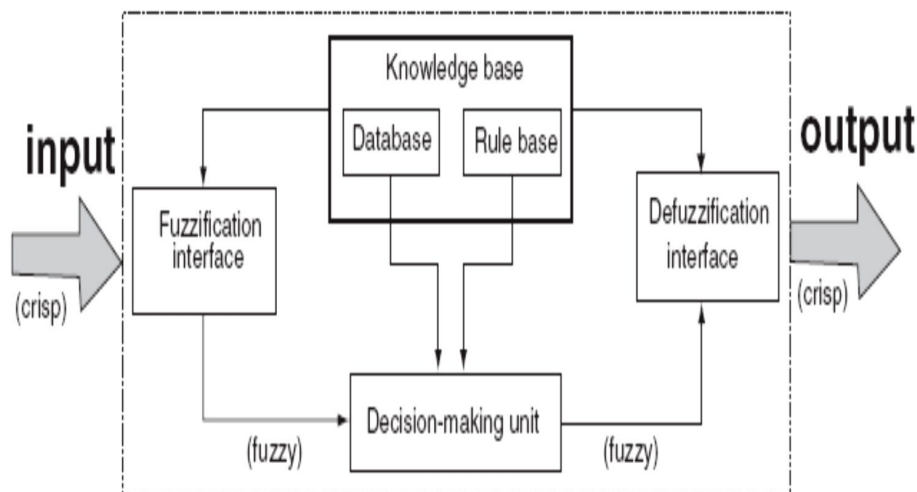 Knowledge base
Database
Rule base
input
(crisp)
Fuzzification
interface
Defuzzification
interface
output
(crisp)
Decision-making unit
(fuzzy)
(fuzzy)